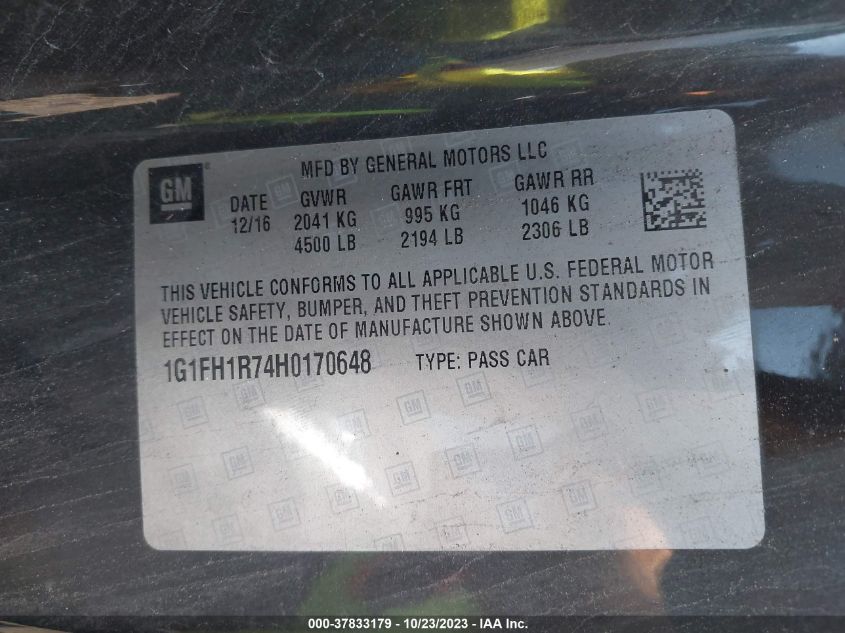 MFD BY GENERAL MOTORS LLC
GM
DATE GVWR GAWR FRT GAWR RR
12/16 2041 KG 995 KG 1046 KG
4500 LB 2194 LB 2306 LB
THIS VEHICLE CONFORMS TO ALL APPLICABLE U.S. FEDERAL MOTOR
VEHICLE SAFETY, BUMPER, AND THEFT PREVENTION STANDARDS IN
EFFECT ON THE DATE OF MANUFACTURE SHOWN ABOVE.
1G1FH1R74H0170648 TYPE: PASS CAR
000-37833179 - 10/23/2023 - IAA Inc.